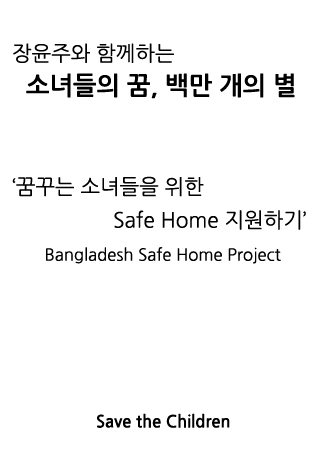 장윤주와 함께하는
소녀들의 꿈, 백만 개의 별
‘꿈꾸는 소녀들을 위한
Safe Home 지원하기’
Bangladesh Safe Home Project
Save the Children